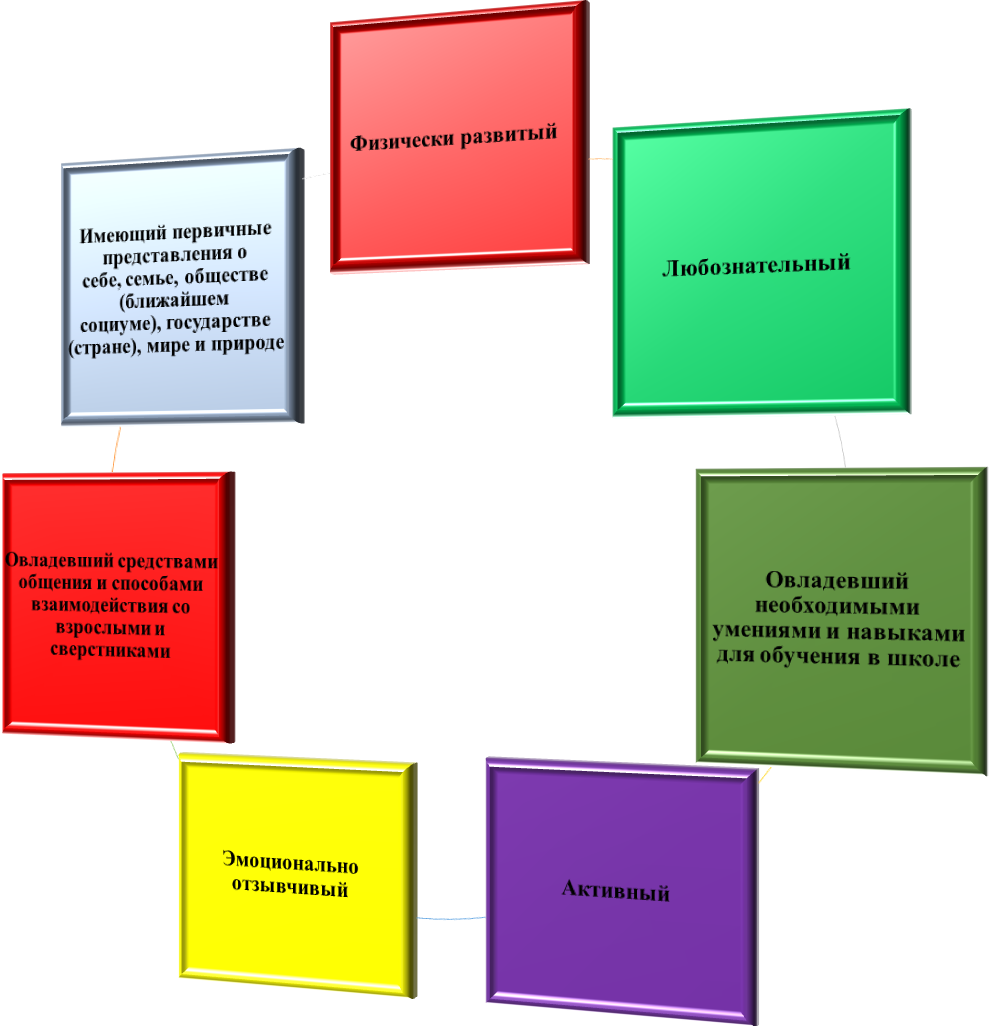 Физически развитый
Любознательный
Овладевший
необходимыми
умениями и навыками
для обучения в школе
Активный
Эмоционально
отзывчивый
Овладевший средствами
общения и способами
взаимодействия со
взрослыми и
сверстниками
Имеющий первичные
представления о
себе, семье, обществе
(ближайшем
социуме), государстве
(стране), мире и природе